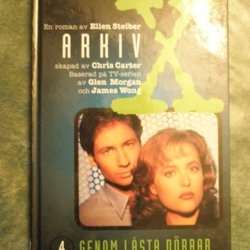 En roman av Ellen Steiber
ARKIV
X
skapad av Chris Carter
Baserad på TV-serien
av Glen Morgan
och James Wong
4
GENOM LÅSTA DÖRRAR